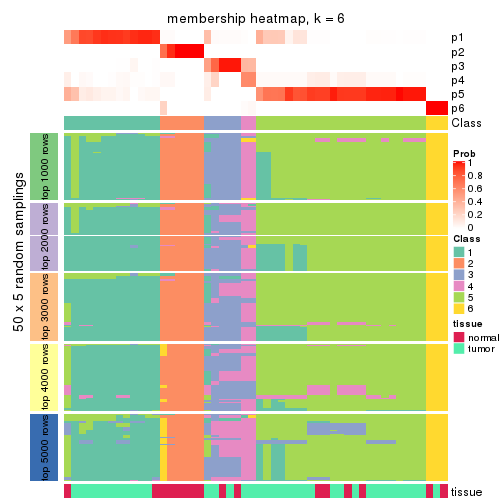 membership heatmap, k = 6
p1
p2
p3
p4
p5
p6
Class
50 x 5 random samplings
top 1000 rows
top 2000 rows
top 3000 rows
top 4000 rows
top 5000 rows
tissue
Prob
1
0.8
0.6
0.4
0.2
0
Class
1
2
3
4
5
6
tissue
normal
tumor